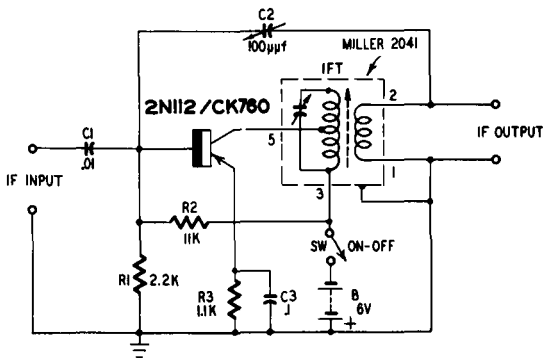 C2
100µµf
MILLER 2041
IFT
2N112/CK760
2
5
C1
.01
IF OUTPUT
IF INPUT
1
3
R2
11K
SW
ON-OFF
R1
2.2K
R3
1.1K
C3
.1
B
6V
+